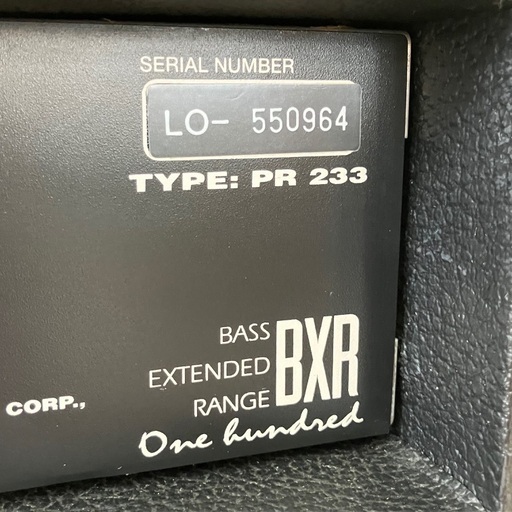 SERIAL NUMBER
LO- 550964
TYPE: PR 233
BASS
EXTENDED
RANGE
BXR
CORP.,
One hundred